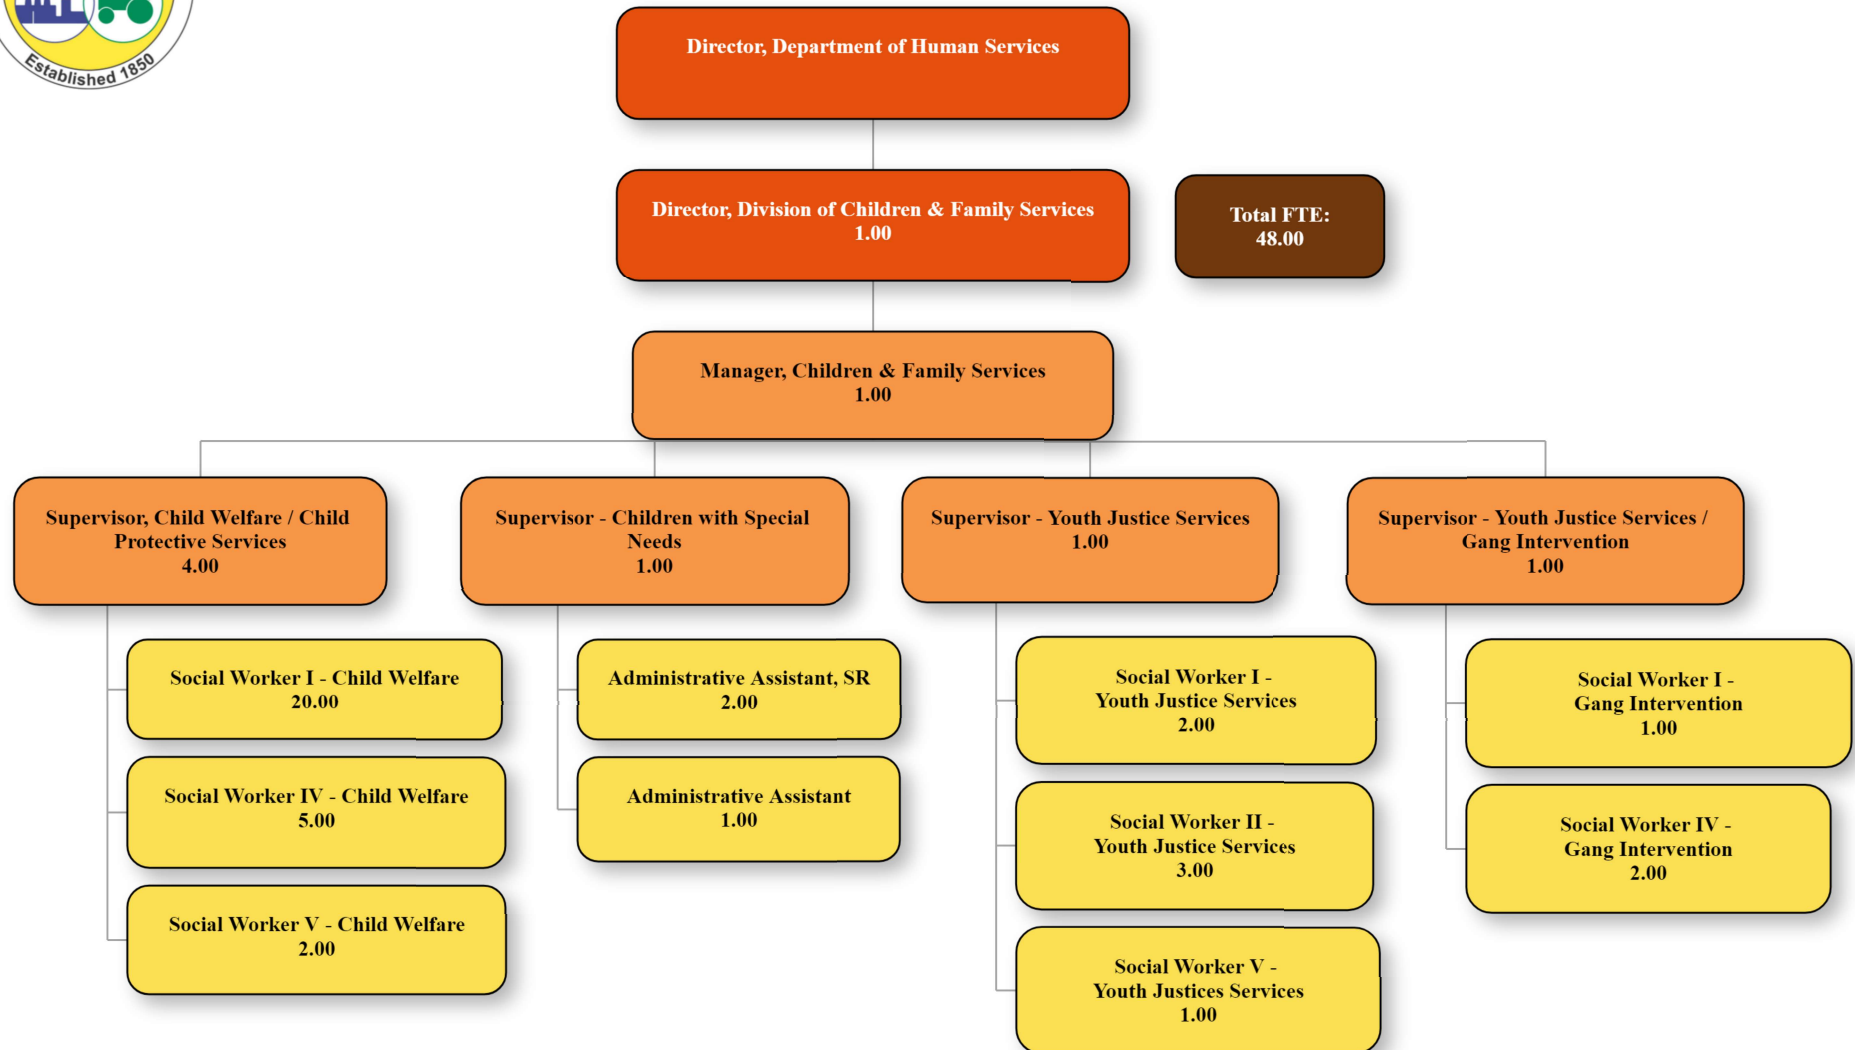 Established 1850
Director, Department of Human Services
Director, Division of Children & Family Services
1.00
Total FTE:
48.00
Manager, Children & Family Services
1.00
Supervisor, Child Welfare / Child
Protective Services
4.00
Supervisor - Children with Special
Needs
1.00
Supervisor - Youth Justice Services
1.00
Supervisor - Youth Justice Services /
Gang Intervention
1.00
Social Worker I - Child Welfare
20.00
Social Worker IV - Child Welfare
5.00
Social Worker V - Child Welfare
2.00
Administrative Assistant, SR
2.00
Administrative Assistant
1.00
Social Worker I -
Youth Justice Services
2.00
Social Worker II -
Youth Justice Services
3.00
Social Worker V -
Youth Justices Services
1.00
Social Worker I -
Gang Intervention
1.00
Social Worker IV -
Gang Intervention
2.00